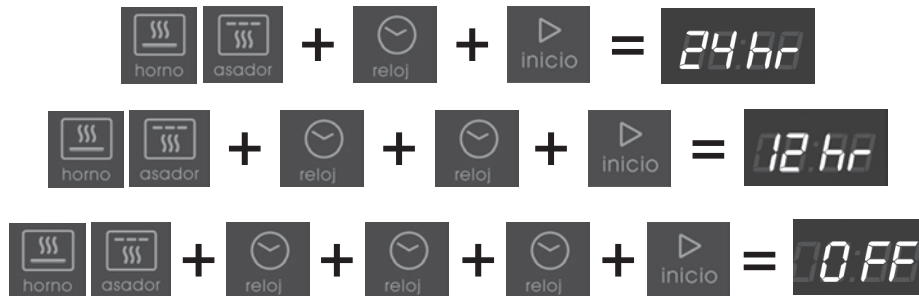 horno asador + reloj + inicio = 24 hr
horno asador + reloj + reloj + inicio = 12 hr
horno asador + reloj + reloj + reloj + inicio = OFF